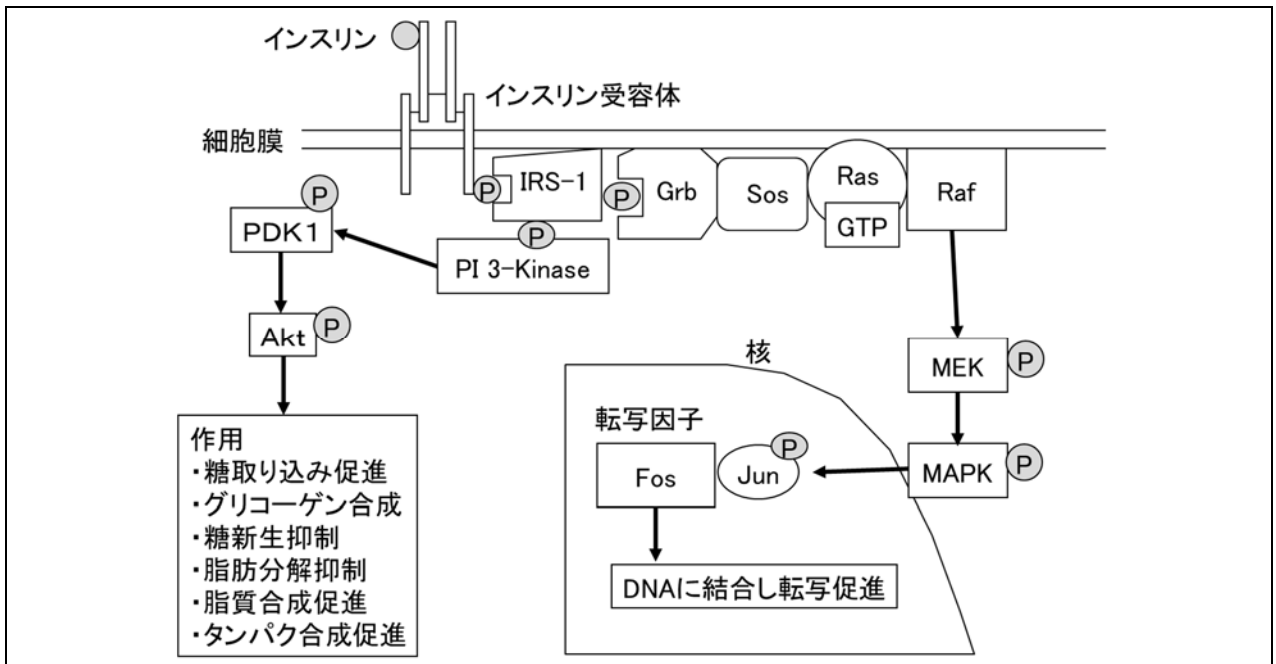 インスリン
インスリン受容体
細胞膜
P
IRS-1
P
Grb
Sos
Ras
GTP
Raf
P
PDK1
P
PI 3-Kinase
Akt
P
MEK
P
MAPK
P
核
転写因子
Fos
Jun
P
DNAに結合し転写促進
作用
・糖取り込み促進
・グリコーゲン合成
・糖新生抑制
・脂肪分解抑制
・脂質合成促進
・タンパク合成促進